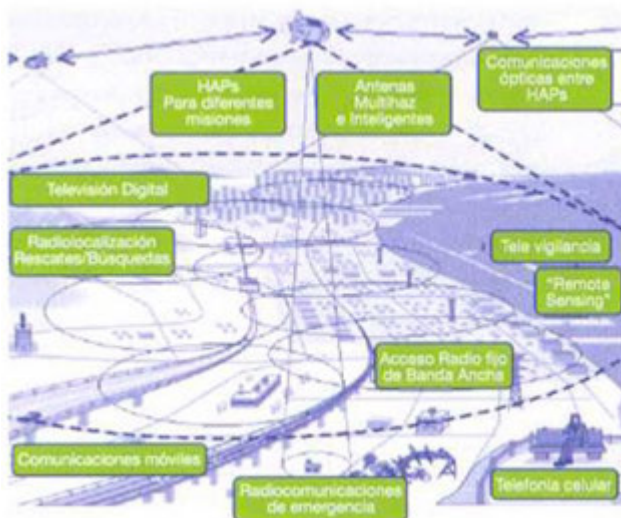 HAPs
Para diferentes
misiones
Antenas
Multihaz
e Inteligentes
Comunicaciones
ópticas entre
HAPs
Televisión Digital
Radiolocalización
Rescates/Búsquedas
Tele vigilancia
"Remote
Sensing"
Acceso Radio fijo
de Banda Ancha
Comunicaciones móviles
Radiocomunicaciones
de emergencia
Telefonía celular